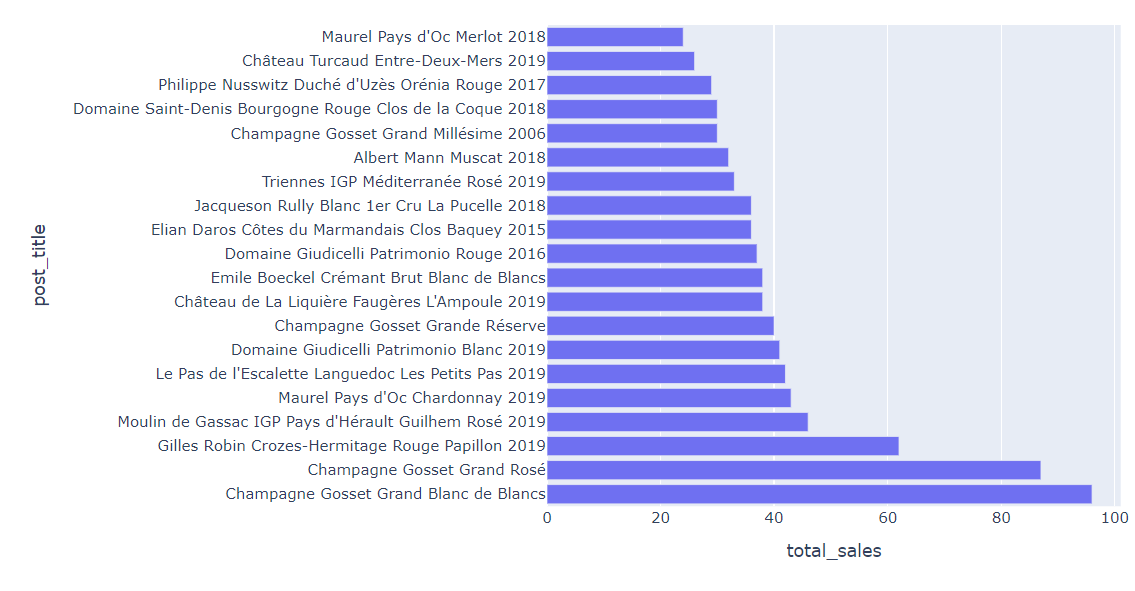 Maurel Pays d'Oc Merlot 2018
Château Turcaud Entre-Deux-Mers 2019
Philippe Nusswitz Duché d'Uzès Orénia Rouge 2017
Domaine Saint-Denis Bourgogne Rouge Clos de la Coque 2018
Champagne Gosset Grand Millésime 2006
Albert Mann Muscat 2018
Triennes IGP Méditerranée Rosé 2019
Jacqueson Rully Blanc 1er Cru La Pucelle 2018
Elian Daros Côtes du Marmandais Clos Baquey 2015
Domaine Giudicelli Patrimonio Rouge 2016
Emile Boeckel Crémant Brut Blanc de Blancs
Château de La Liquière Faugères L'Ampoule 2019
Champagne Gosset Grande Réserve
Domaine Giudicelli Patrimonio Blanc 2019
Le Pas de l'Escalette Languedoc Les Petits Pas 2019
Maurel Pays d'Oc Chardonnay 2019
Moulin de Gassac IGP Pays d'Hérault Guilhem Rosé 2019
Gilles Robin Crozes-Hermitage Rouge Papillon 2019
Champagne Gosset Grand Rosé
Champagne Gosset Grand Blanc de Blancs
post_title
0 20 40 60 80 100
total_sales